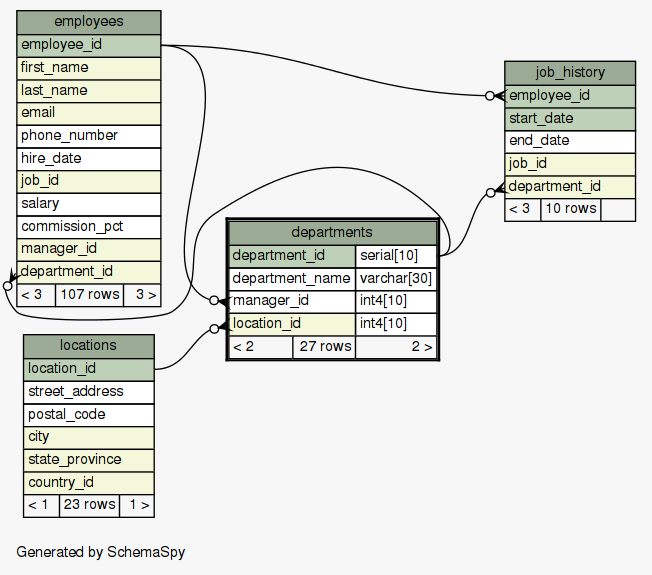 employees
employee_id
first_name
last_name
email
phone_number
hire_date
job_id
salary
commission_pct
manager_id
department_id
< 3 107 rows 3 >
job_history
employee_id
start_date
end_date
job_id
department_id
< 3 10 rows
departments
department_id serial[10]
department_name varchar[30]
manager_id int4[10]
location_id int4[10]
< 2 27 rows 2 >
locations
location_id
street_address
postal_code
city
state_province
country_id
< 1 23 rows 1 >
Generated by SchemaSpy